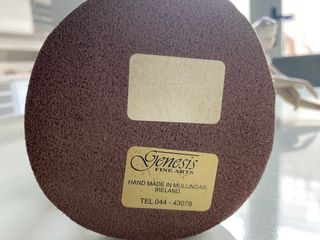 Genesis
FINE ARTS
HAND MADE IN MULLINGAR,
IRELAND
TEL 044 - 43078